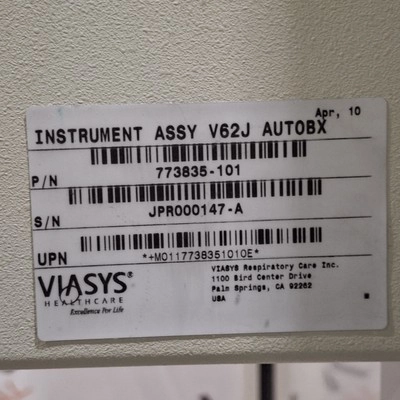 Apr, 10
INSTRUMENT ASSY V62J AUTOBX
P/N 773835-101
S/N JPR000147-A
UPN *+M0117738351010E*
VIASYS®
HEALTHCARE
Excellence For Life
VIASYS Respiratory Care Inc.
1100 Bird Center Drive
Palm Springs, CA 92262
USA